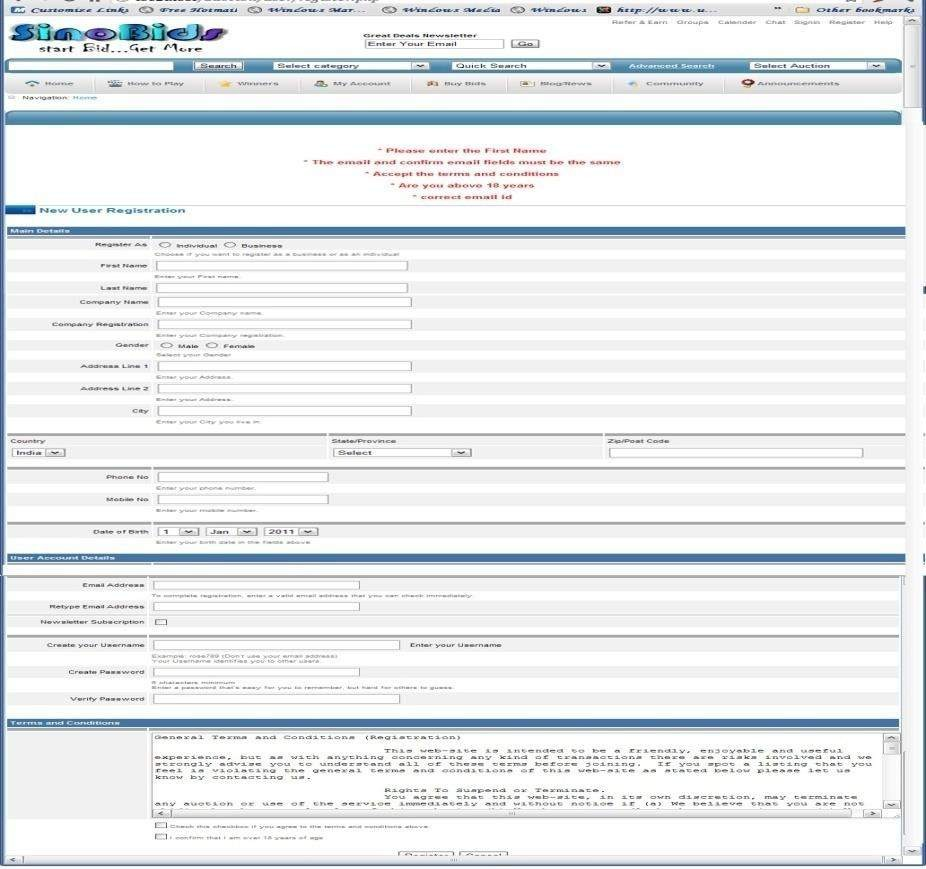 Customize Links Free Hotmail Windows Mar... Windows Media Windows http://www.u... » Other bookmarks
Refer & Earn Groups Calender Chat Signin Register Help
SinoBids
start Bid...Get More
Great Deals Newsletter
Enter Your Email Go
Search Select category Quick Search Advanced Search Select Auction
Home How to Play Winners My Account Buy Bids Blog/News Community Announcements
Navigation: Home
* Please enter the First Name
* The email and confirm email fields must be the same
* Accept the terms and conditions
* Are you above 18 years
* correct email id
New User Registration
Main Details
Register As Individual Business
Choose if you want to register as a business or as an individual
First Name
Enter your First name.
Last Name
Company Name
Enter your Company name.
Company Registration
Enter your Company registration.
Gender Male Female
Select your Gender
Address Line 1
Enter your Address.
Address Line 2
Enter your Address.
City
Enter your City you live in
Country State/Province Zip/Post Code
India Select
Phone No
Enter your phone number.
Mobile No
Enter your mobile number.
Date of Birth 1 Jan 2011
Enter your birth date in the fields above
User Account Details
Email Address
To complete registration, enter a valid email address that you can check immediately.
Retype Email Address
Newsletter Subscription
Create your Username Enter your Username
Example: rose789 (Don't use your email address)
Your Username identifies you to other users.
Create Password
6 characters minimum
Enter a password that's easy for you to remember, but hard for others to guess.
Verify Password
Terms and Conditions
General Terms and Conditions (Registration)
This web-site is intended to be a friendly, enjoyable and useful
experience, but as with anything concerning any kind of transactions there are risks involved and we
strongly advise you to understand all of these terms before joining. If you spot a listing that you
feel is violating the general terms and conditions of this web-site as stated below please let us
know by contacting us.
Rights To Suspend or Terminate.
You agree that this web-site, in its own discretion, may terminate
any auction or use of the service immediately and without notice if (a) We believe that you are not
Check this checkbox if you agree to the terms and conditions above
I confirm that I am over 18 years of age
Register Cancel